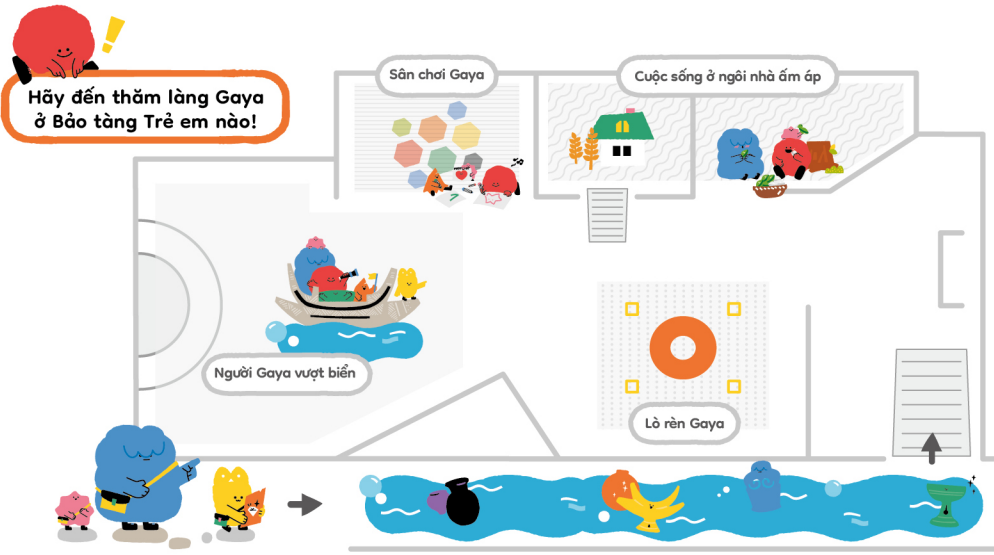 Hãy đến thăm làng Gaya
ở Bảo tàng Trẻ em nào!
Sân chơi Gaya
Cuộc sống ở ngôi nhà ấm áp
Người Gaya vượt biển
Lò rèn Gaya